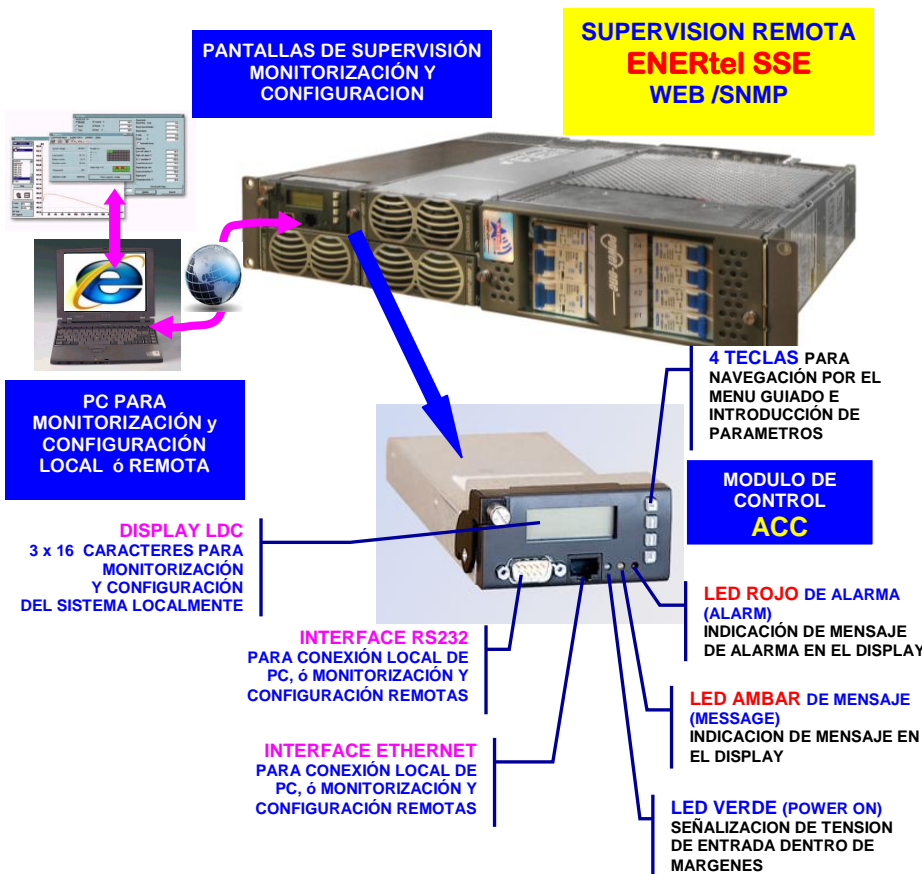 PANTALLAS DE SUPERVISIÓN
MONITORIZACIÓN Y
CONFIGURACION
SUPERVISION REMOTA
ENERtel SSE
WEB /SNMP
PC PARA
MONITORIZACIÓN y
CONFIGURACIÓN
LOCAL ó REMOTA
4 TECLAS PARA
NAVEGACIÓN POR EL
MENU GUIADO E
INTRODUCCIÓN DE
PARAMETROS
MODULO DE
CONTROL
ACC
DISPLAY LDC
3 x 16 CARACTERES PARA
MONITORIZACIÓN
Y CONFIGURACIÓN
DEL SISTEMA LOCALMENTE
LED ROJO DE ALARMA
(ALARM)
INDICACIÓN DE MENSAJE
DE ALARMA EN EL DISPLAY
INTERFACE RS232
PARA CONEXIÓN LOCAL DE
PC, ó MONITORIZACIÓN Y
CONFIGURACIÓN REMOTAS
LED AMBAR DE MENSAJE
(MESSAGE)
INDICACION DE MENSAJE EN
EL DISPLAY
INTERFACE ETHERNET
PARA CONEXIÓN LOCAL DE
PC, ó MONITORIZACIÓN Y
CONFIGURACIÓN REMOTAS
LED VERDE (POWER ON)
SEÑALIZACION DE TENSION
DE ENTRADA DENTRO DE
MARGENES